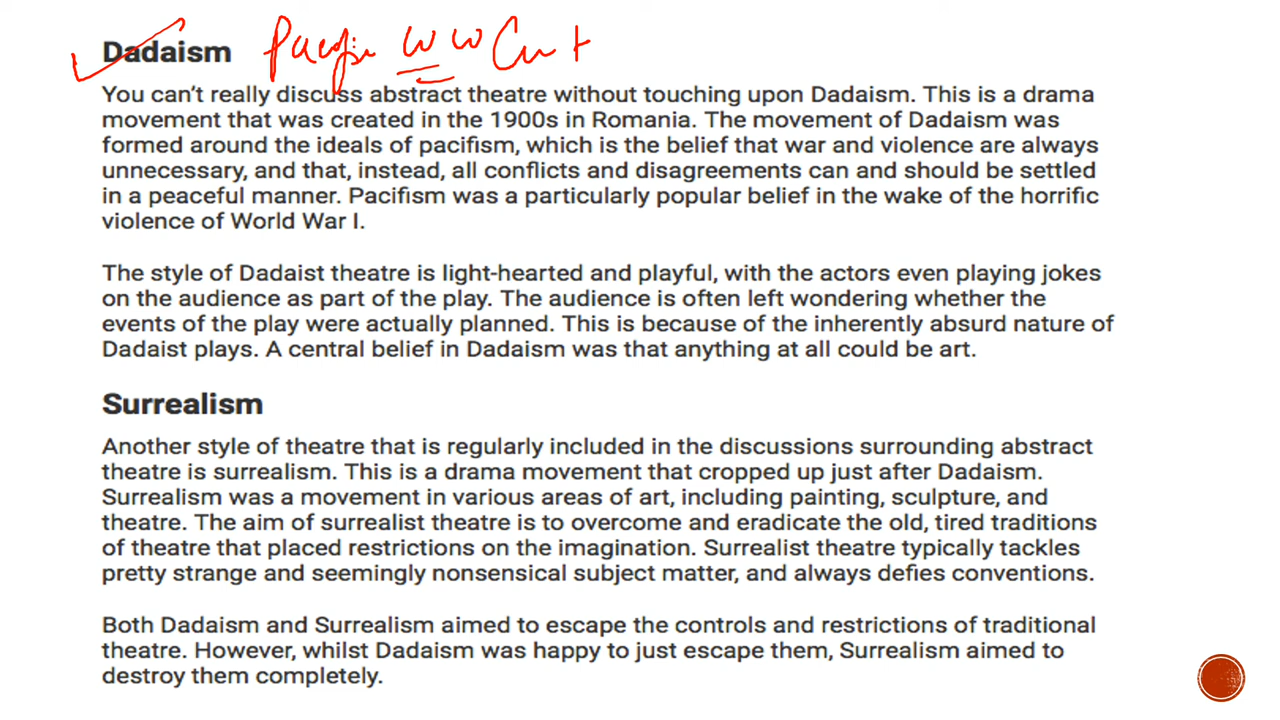 Dadaism
You can't really discuss abstract theatre without touching upon Dadaism. This is a drama
movement that was created in the 1900s in Romania. The movement of Dadaism was
formed around the ideals of pacifism, which is the belief that war and violence are always
unnecessary, and that, instead, all conflicts and disagreements can and should be settled
in a peaceful manner. Pacifism was a particularly popular belief in the wake of the horrific
violence of World War I.
The style of Dadaist theatre is light-hearted and playful, with the actors even playing jokes
on the audience as part of the play. The audience is often left wondering whether the
events of the play were actually planned. This is because of the inherently absurd nature of
Dadaist plays. A central belief in Dadaism was that anything at all could be art.
Surrealism
Another style of theatre that is regularly included in the discussions surrounding abstract
theatre is surrealism. This is a drama movement that cropped up just after Dadaism.
Surrealism was a movement in various areas of art, including painting, sculpture, and
theatre. The aim of surrealist theatre is to overcome and eradicate the old, tired traditions
of theatre that placed restrictions on the imagination. Surrealist theatre typically tackles
pretty strange and seemingly nonsensical subject matter, and always defies conventions.
Both Dadaism and Surrealism aimed to escape the controls and restrictions of traditional
theatre. However, whilst Dadaism was happy to just escape them, Surrealism aimed to
destroy them completely.